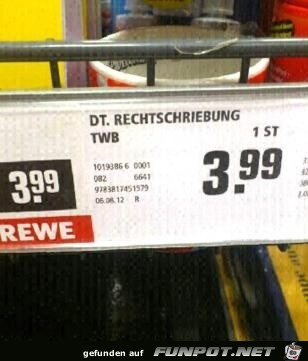 DT. RECHTSCHRIEBUNG
TWB
1 ST
1019386 6 0001
082 6641
9783817451579
06.08.12 R
3.99
3.99
REWE
gefunden auf FUNPOT.NET